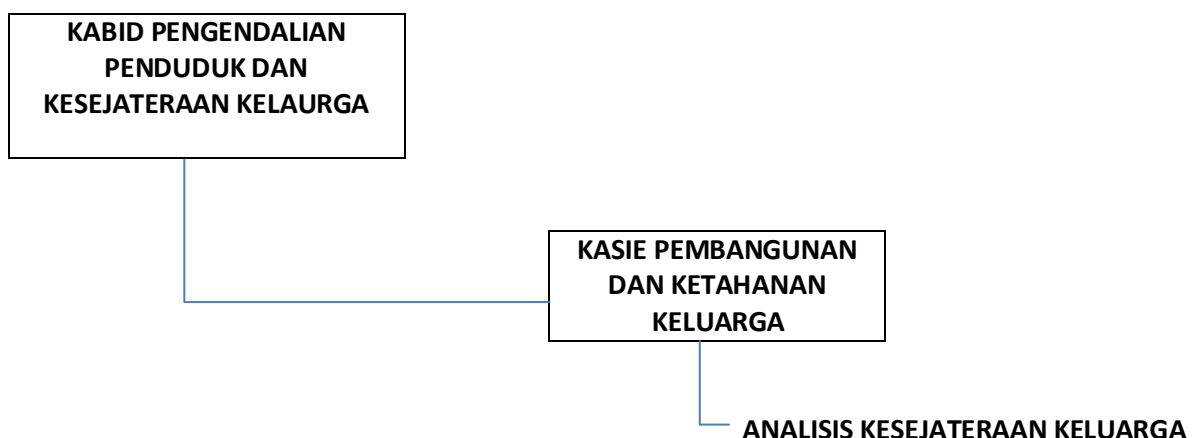 KABID PENGENDALIAN
PENDUDUK DAN
KESEJATERAAN KELAURGA
KASIE PEMBANGUNAN
DAN KETAHANAN
KELUARGA
ANALISIS KESEJATERAAN KELUARGA